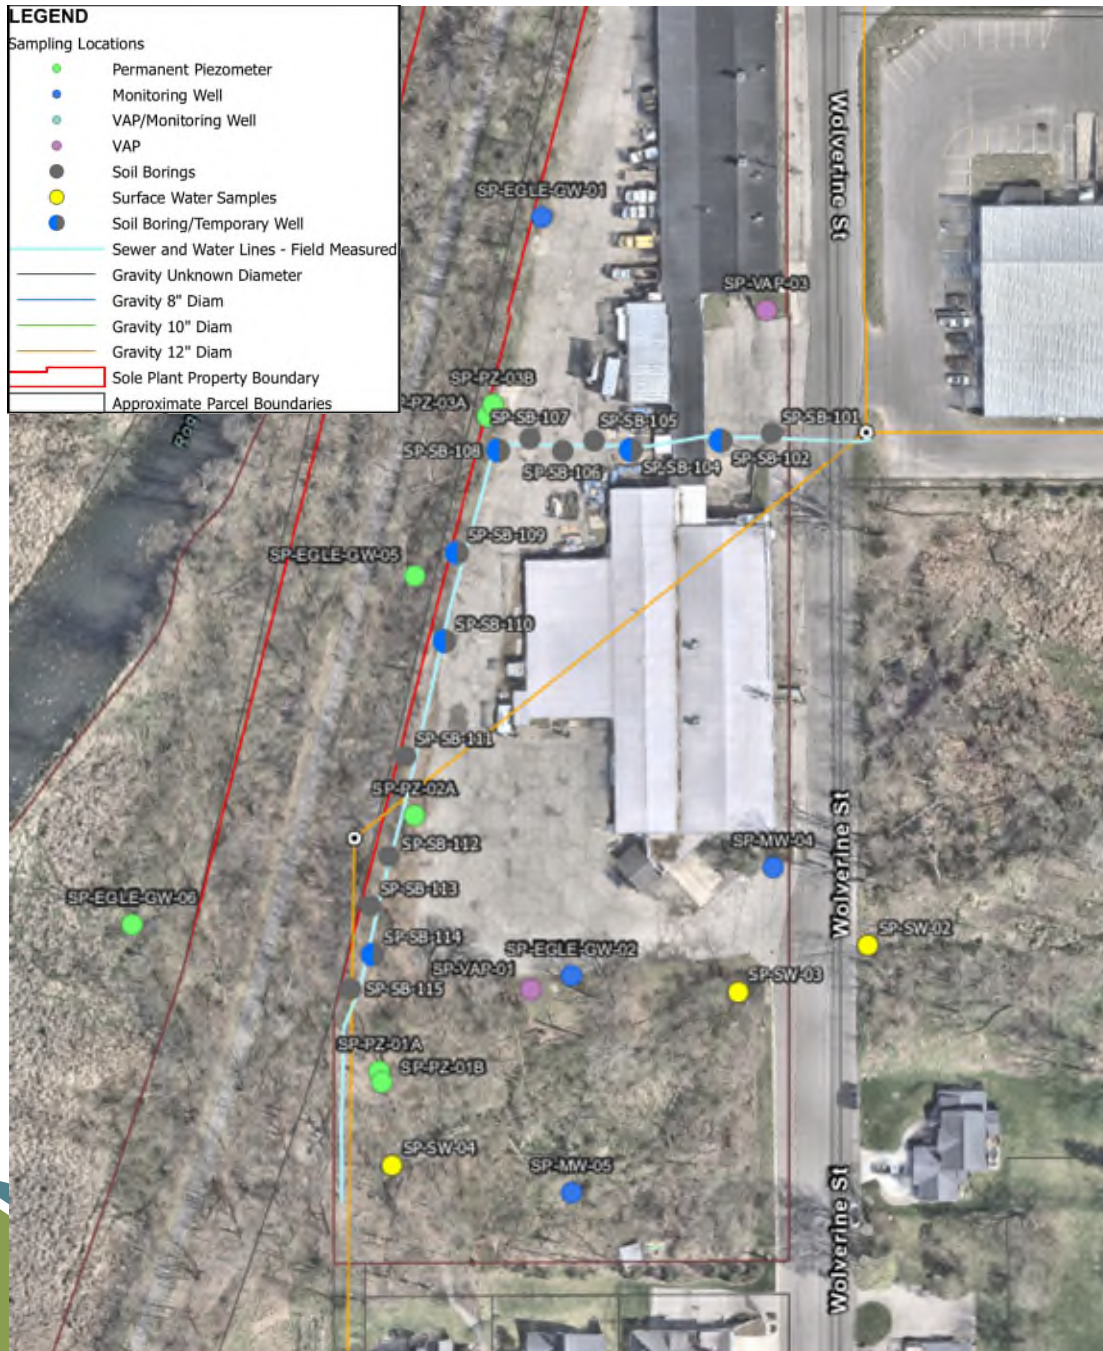 LEGEND
Sampling Locations
Permanent Piezometer
Monitoring Well
VAP/Monitoring Well
VAP
Soil Borings
Surface Water Samples
Soil Boring/Temporary Well
Sewer and Water Lines - Field Measured
Gravity Unknown Diameter
Gravity 8" Diam
Gravity 10" Diam
Gravity 12" Diam
Sole Plant Property Boundary
Approximate Parcel Boundaries
Wolverine St
SP-EGLE-GW-01
SP-VAP-03
SP-PZ-03B
P-PZ-03A
SP-SB-107
SP-SB-105
SP-SB-101
Rog
SP-SB-108
SP-SB-106
SP-SB-104
SP-SB-102
SP-SB-109
SP-EGLE-GW-05
SP-SB-110
SP-SB-111
SP-PZ-02A
SP-SB-112
SP-MW-04
Wolverine St
SP-SB-113
SP-EGLE-GW-06
SP-SB-114
SP-EGLE-GW-02
SP-SW-02
SP-VAP-01
SP-SW-03
SP-SB-115
SP-PZ-01A
SP-PZ-01B
SP-SW-04
SP-MW-05
Wolverine St